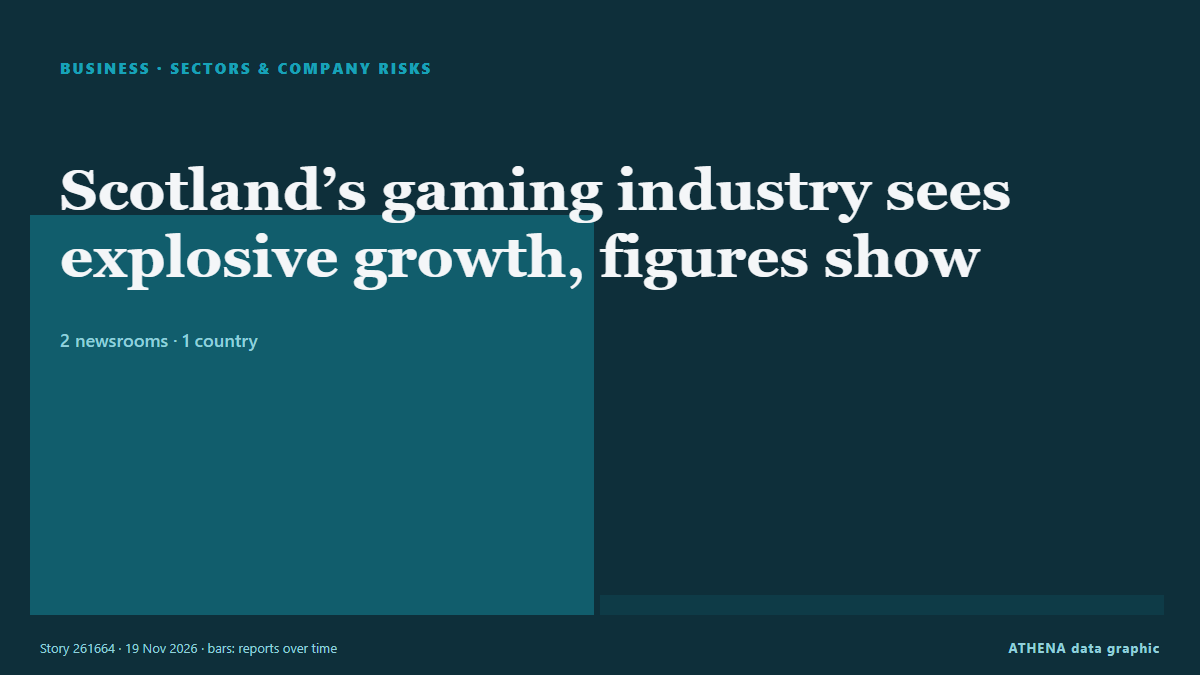 BUSINESS · SECTORS & COMPANY RISKS
Scotland’s gaming industry sees
explosive growth, figures show
2 newsrooms · 1 country
Story 261664 · 19 Nov 2026 · bars: reports over time
ATHENA data graphic